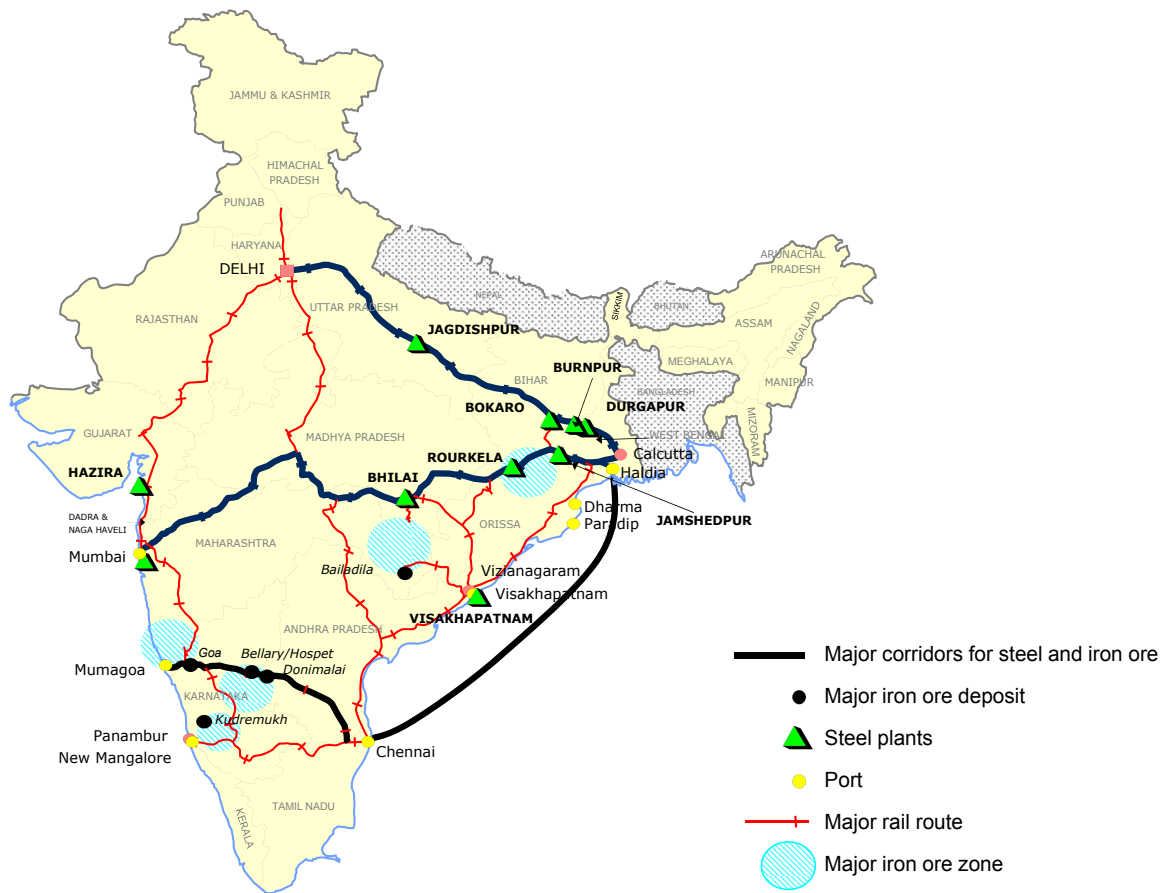 JAMMU & KASHMIR
HIMACHAL
PRADESH
PUNJAB
HARYANA
DELHI
ARUNACHAL
PRADESH
NEPAL
SIKKIM
BHUTAN
UTTAR PRADESH
RAJASTHAN
ASSAM
NAGALAND
JAGDISHPUR
MEGHALAYA
BURNPUR
BIHAR
BANGLADESH
MANIPUR
BOKARO
DURGAPUR
MIZORAM
GUJARAT
MADHYA PRADESH
WEST BENGAL
Calcutta
ROURKELA
HAZIRA
BHILAI
Haldia
DADRA &
NAGA HAVELI
ORISSA
Dharma
JAMSHEDPUR
Paradip
MAHARASHTRA
Mumbai
Bailadila
Vizianagaram
Visakhapatnam
VISAKHAPATNAM
ANDHRA PRADESH
Goa
Bellary/Hospet
Mumagoa
Donimalai
KARNATAKA
Kudremukh
Panambur
New Mangalore
Chennai
TAMIL NADU
KERALA
Major corridors for steel and iron ore
Major iron ore deposit
Steel plants
Port
Major rail route
Major iron ore zone